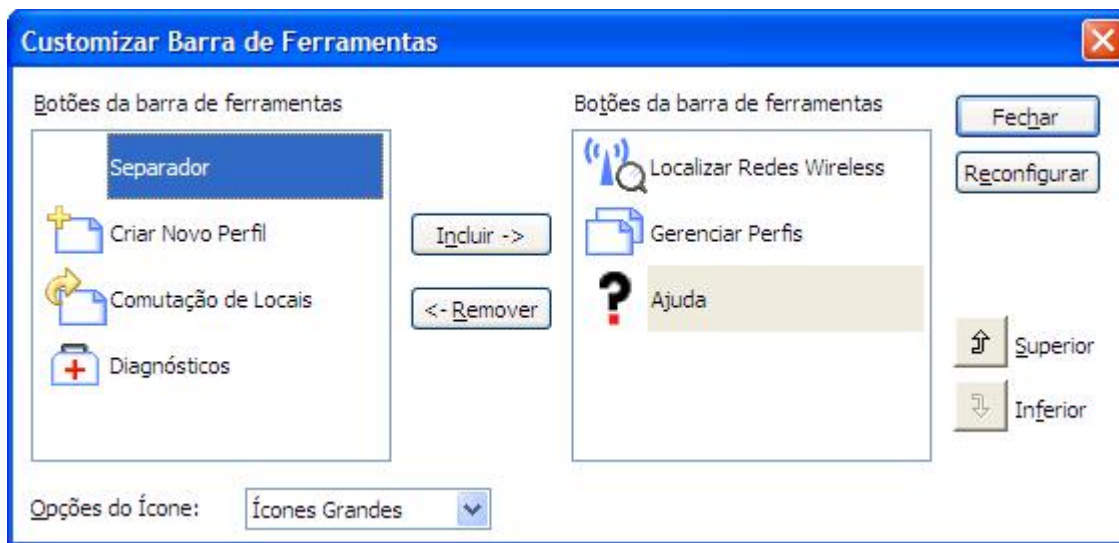 Customizar Barra de Ferramentas
Botões da barra de ferramentas
Separador
Criar Novo Perfil
Comutação de Locais
Diagnósticos
Incluir ->
<- Remover
Botões da barra de ferramentas
Localizar Redes Wireless
Gerenciar Perfis
Ajuda
Fechar
Reconfigurar
Superior
Inferior
Opções do Ícone:
Ícones Grandes